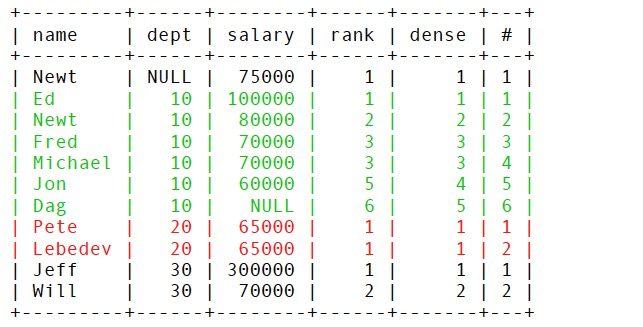 +---------+------+--------+------+-------+---+
| name    | dept | salary | rank | dense | # |
+---------+------+--------+------+-------+---+
| Newt    | NULL |  75000 |    1 |     1 | 1 |
| Ed      |   10 | 100000 |    1 |     1 | 1 |
| Newt    |   10 |  80000 |    2 |     2 | 2 |
| Fred    |   10 |  70000 |    3 |     3 | 3 |
| Michael |   10 |  70000 |    3 |     3 | 4 |
| Jon     |   10 |  60000 |    5 |     4 | 5 |
| Dag     |   10 |   NULL |    6 |     5 | 6 |
| Pete    |   20 |  65000 |    1 |     1 | 1 |
| Lebedev |   20 |  65000 |    1 |     1 | 2 |
| Jeff    |   30 | 300000 |    1 |     1 | 1 |
| Will    |   30 |  70000 |    2 |     2 | 2 |
+---------+------+--------+------+-------+---+